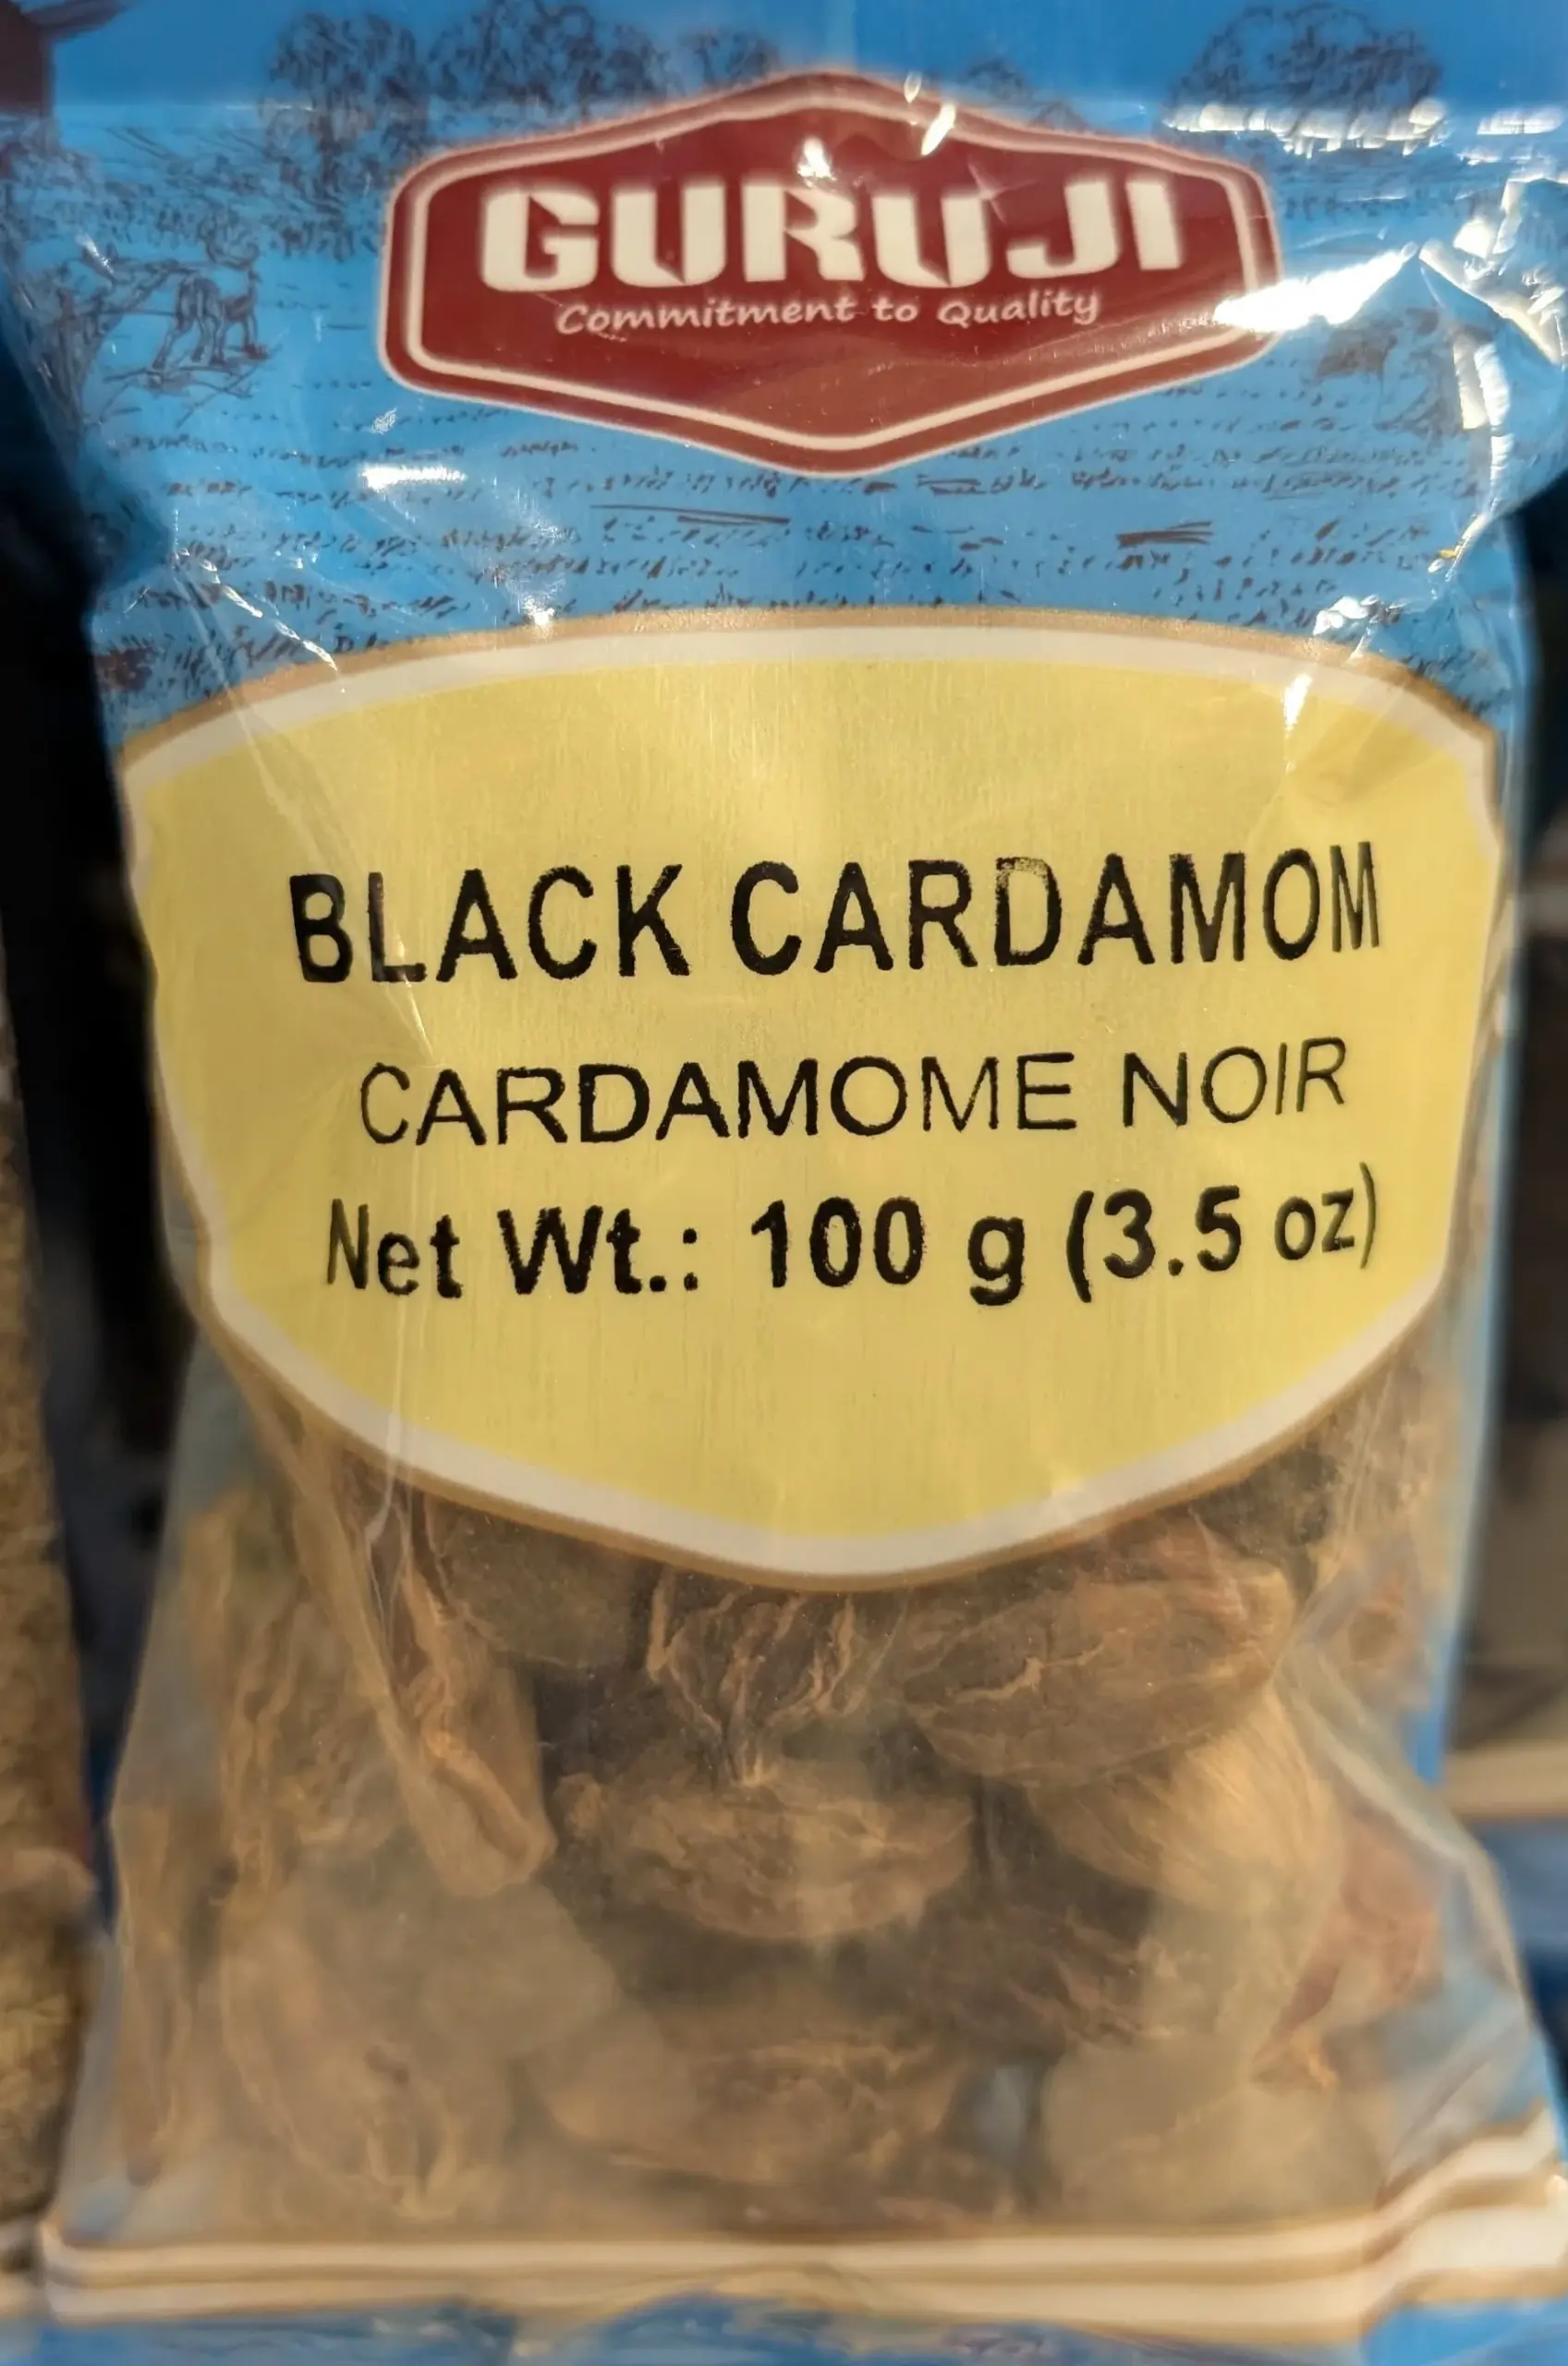 GURUJI
Commitment to Quality
BLACK CARDAMOM
CARDAMOME NOIR
Net Wt.: 100 g (3.5 oz)